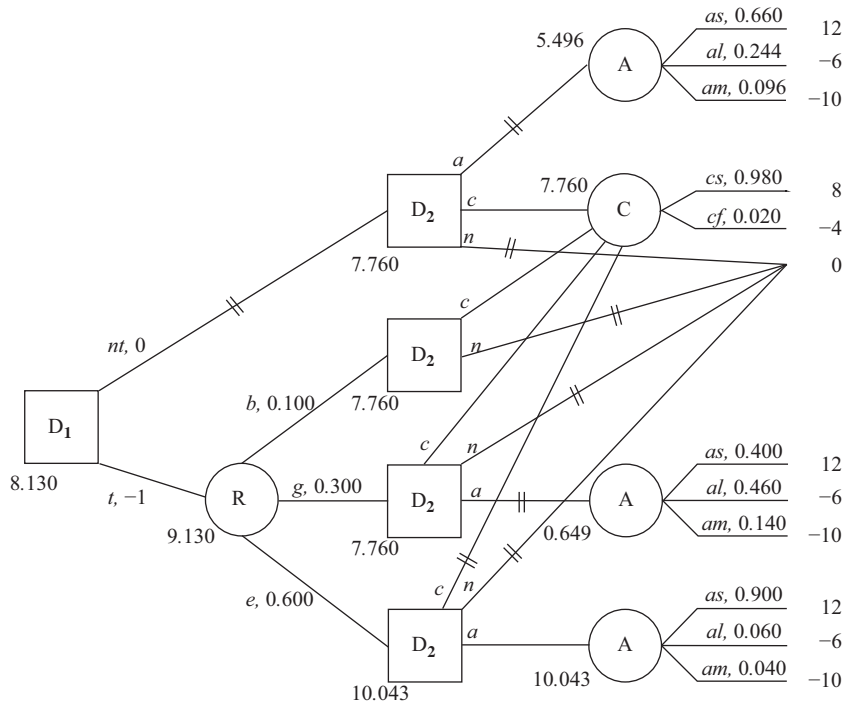 as, 0.660
12
5.496
A
al, 0.244
−6
am, 0.096
−10
a
cs, 0.980
8
7.760
D2
c
C
cf, 0.020
−4
n
7.760
0
c
nt, 0
D2
n
b, 0.100
7.760
D1
c
n
as, 0.400
12
8.130
t, −1
R
g, 0.300
D2
a
A
al, 0.460
−6
9.130
7.760
0.649
am, 0.140
−10
e, 0.600
c
n
as, 0.900
12
D2
a
A
al, 0.060
−6
10.043
10.043
am, 0.040
−10